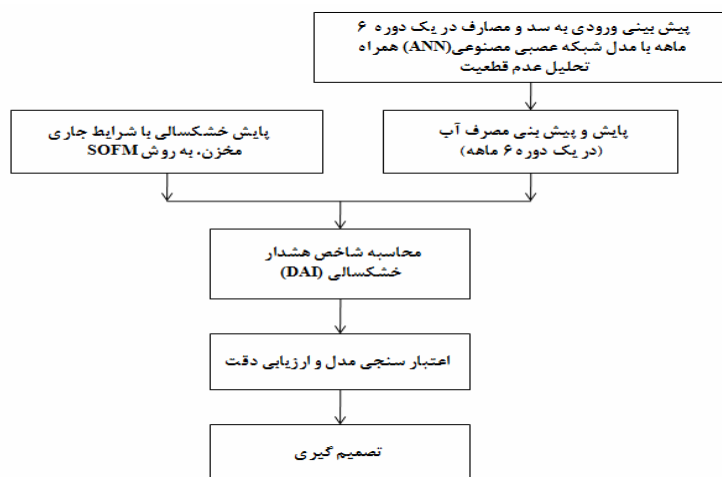 پیش بینی ورودی به سد و مصارف در یک دوره ۶
ماهه با مدل شبکه عصبی مصنوعی(ANN) همراه
تحلیل عدم قطعیت
پایش خشکسالی با شرایط جاری
مخزن، به روش SOFM
پایش و پیش بنی مصرف آب
(در یک دوره ۶ ماهه)
محاسبه شاخص هشدار
خشکسالی (DAI)
اعتبار سنجی مدل و ارزیابی دقت
تصمیم گیری